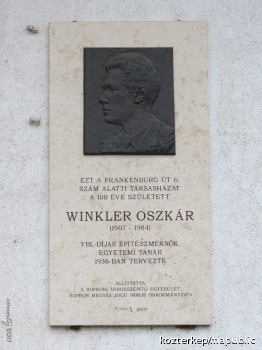 EZT A FRANKENBURG ÚT 6.
SZÁM ALATTI TÁRSASHÁZAT
A 100 ÉVE SZÜLETETT
WINKLER OSZKÁR
(1907 - 1984)
YBL-DÍJAS ÉPÍTÉSZMÉRNÖK,
EGYETEMI TANÁR
1936-BAN TERVEZTE
ÁLLÍTTATTA
A SOPRONI VÁROSSZÉPÍTŐ EGYESÜLET,
SOPRON MEGYEI JOGÚ VÁROS ÖNKORMÁNYZATA
2007
kozterkep/mapublic